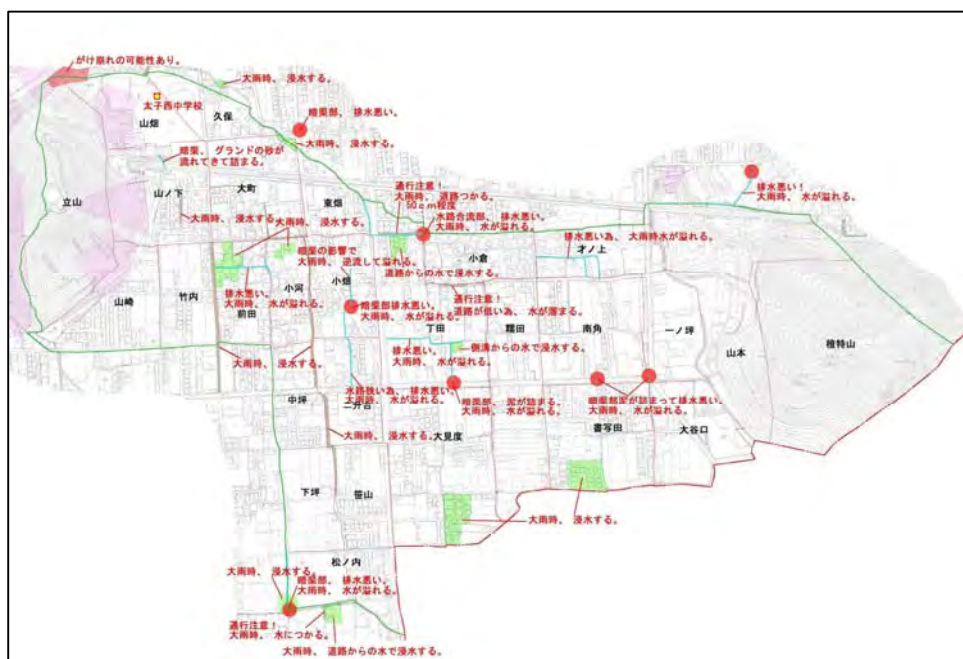 がけ崩れの可能性あり。
大雨時、浸水する。
太子西中学校
久保
山畑
暗渠部、排水悪い。
大雨時、浸水する。
暗渠、グランドの砂が
流れてきて詰まる。
立山
山ノ下
大町
東畑
通行注意!
大雨時、道路つかる。
50cm程度
水路合流部、排水悪い。
大雨時、水が溢れる。
排水悪い!
大雨時、水が溢れる。
大雨時、浸水する。
大雨時、浸水する。
暗渠の影響で
大雨時、逆流して溢れる。
道路からの水で浸水する。
小倉
排水悪い為、大雨時水が溢れる。
才ノ上
山崎
竹内
排水悪い。
大雨時、水が溢れる。
前田
小河
小畑
暗渠部排水悪い。
大雨時、水が溢れる。
通行注意!
道路が低い為、水が溜まる。
丁田
南角
一ノ坪
山本
檀特山
排水悪い。
大雨時、水が溢れる。
側溝からの水で浸水する。
大雨時、浸水する。
中坪
水路狭い為、排水悪い。
大雨時、水が溢れる。
暗渠部、泥が詰まる。
大雨時、水が溢れる。
暗渠部泥が詰まって排水悪い。
大雨時、水が溢れる。
大雨時、浸水する。
大見度
書写田
大谷口
下坪
笹山
大雨時、浸水する。
松ノ内
大雨時、浸水する。
暗渠部、排水悪い。
大雨時、水が溢れる。
通行注意!
大雨時、水につかる。
大雨時、道路からの水で浸水する。